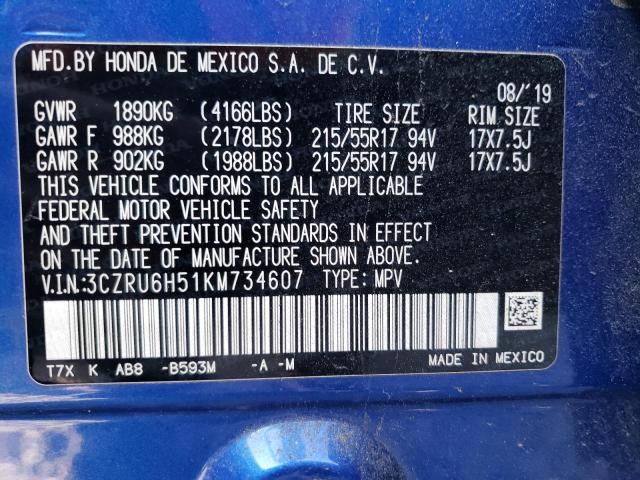 MFD.BY HONDA DE MEXICO S.A. DE C.V.
08/'19
GVWR 1890KG (4166LBS) TIRE SIZE RIM SIZE
GAWR F 988KG (2178LBS) 215/55R17 94V 17X7.5J
GAWR R 902KG (1988LBS) 215/55R17 94V 17X7.5J
THIS VEHICLE CONFORMS TO ALL APPLICABLE
FEDERAL MOTOR VEHICLE SAFETY
AND THEFT PREVENTION STANDARDS IN EFFECT
ON THE DATE OF MANUFACTURE SHOWN ABOVE.
V.I.N:3CZRU6H51KM734607 TYPE: MPV
T7X K AB8 -B593M -A -M MADE IN MEXICO